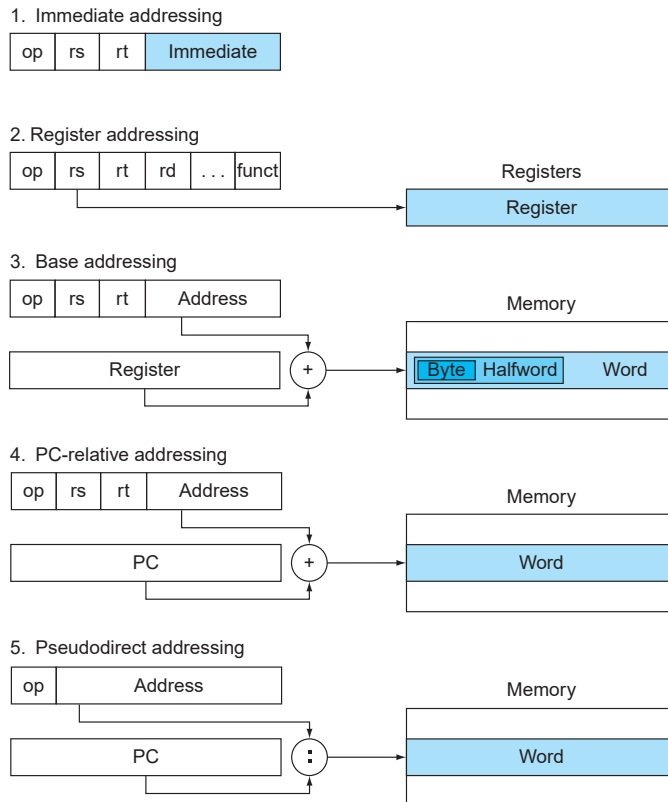 1. Immediate addressing
op rs rt Immediate
2. Register addressing
op rs rt rd ... funct
Registers
Register
3. Base addressing
op rs rt Address
Memory
Register + Byte Halfword Word
4. PC-relative addressing
op rs rt Address
Memory
PC + Word
5. Pseudodirect addressing
op Address
Memory
PC : Word